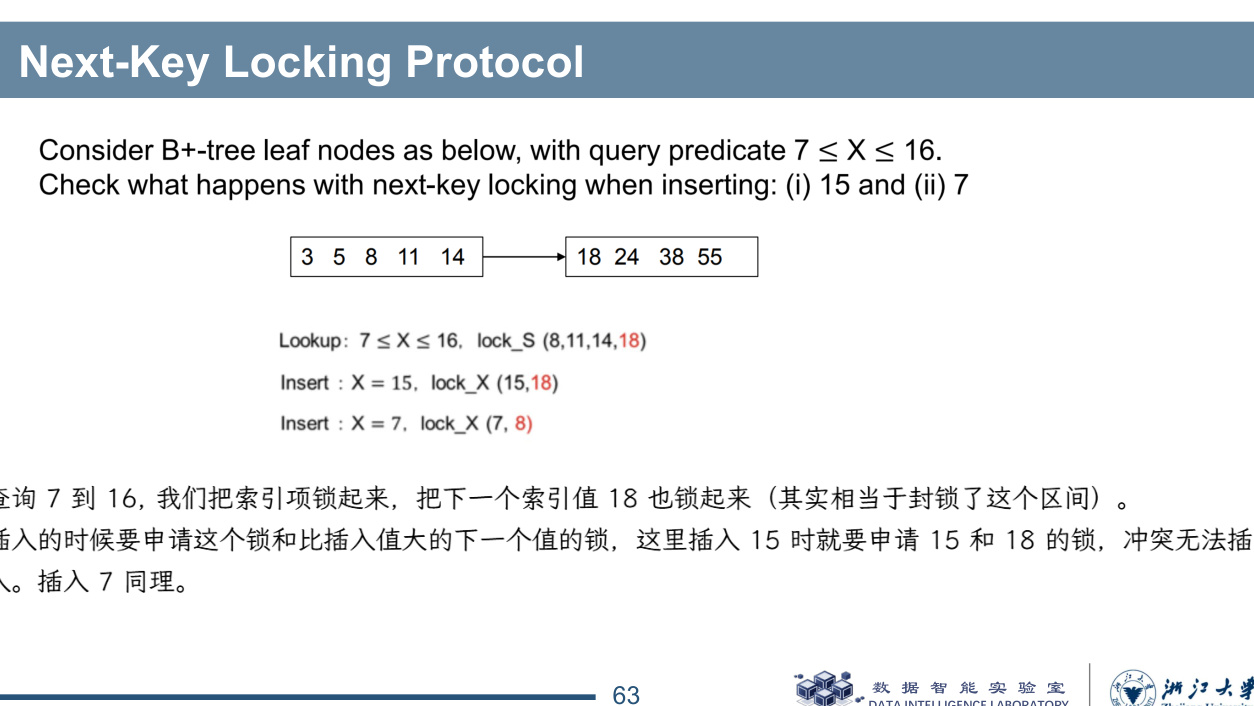 Next-Key Locking Protocol
Consider B+-tree leaf nodes as below, with query predicate 7 ≤ X ≤ 16.
Check what happens with next-key locking when inserting: (i) 15 and (ii) 7
3 5 8 11 14
18 24 38 55
Lookup: 7 ≤ X ≤ 16, lock_S (8,11,14,18)
Insert : X = 15, lock_X (15,18)
Insert : X = 7, lock_X (7, 8)
查询 7 到 16, 我们把索引项锁起来，把下一个索引值 18 也锁起来（其实相当于封锁了这个区间）。
插入的时候要申请这个锁和比插入值大的下一个值的锁，这里插入 15 时就要申请 15 和 18 的锁，冲突无法插
入。插入 7 同理。
63
数据智能实验室
DATA INTELLIGENCE LABORATORY
浙江大学